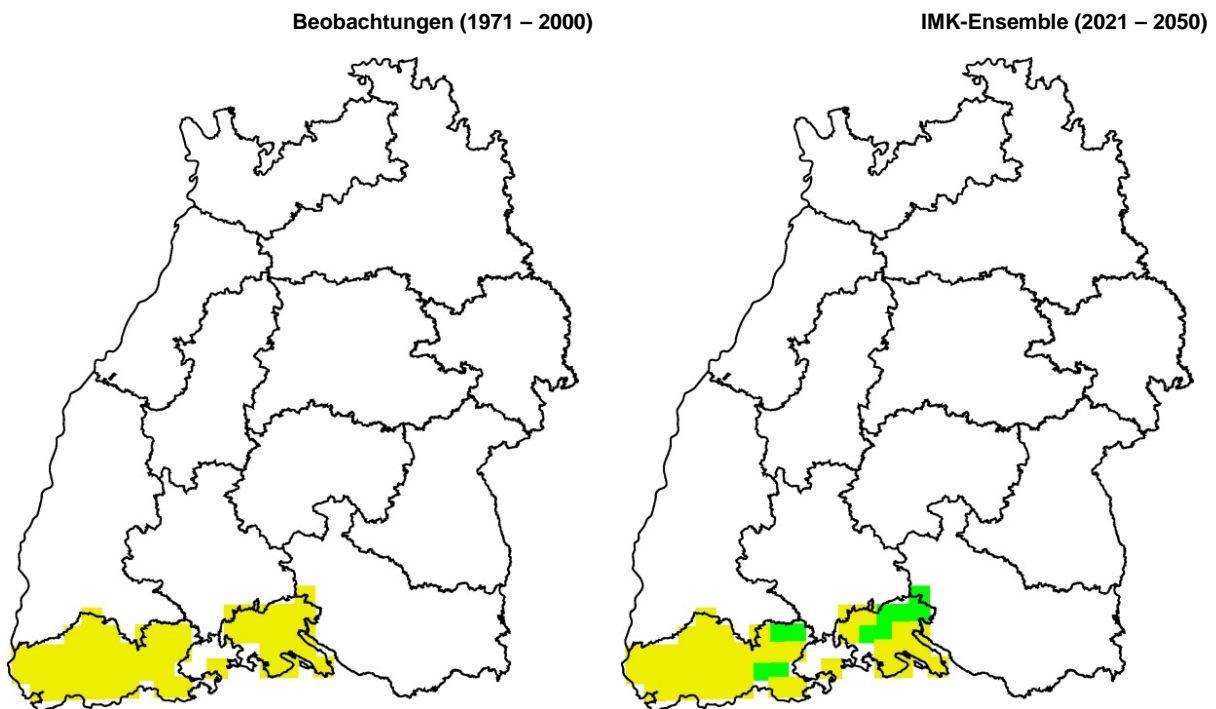 Beobachtungen (1971 – 2000)
IMK-Ensemble (2021 – 2050)